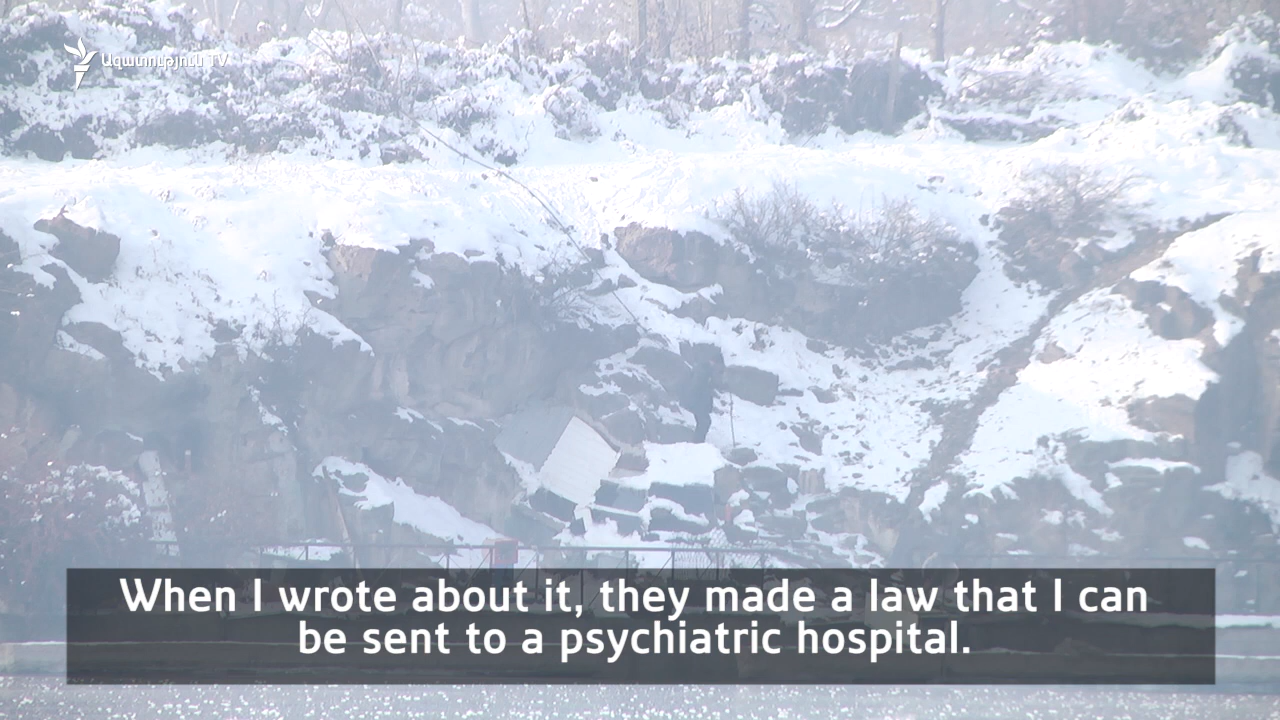 Ազատություն TV
When I wrote about it, they made a law that I can
be sent to a psychiatric hospital.